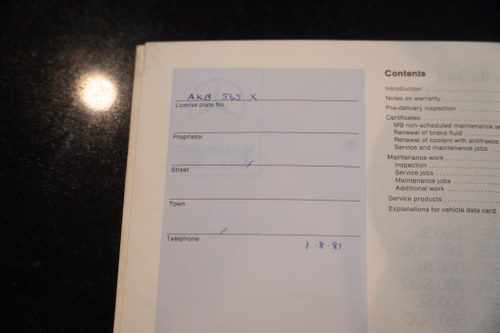 AKB 565 X
License plate No.
Proprietor
Street
Town
Telephone
1·8·81
Contents
Introduction
Notes on warranty
Pre-delivery inspection
Certificates
MB non-scheduled maintenance se
Renewal of brake fluid
Renewal of coolant with antifreeze
Service and maintenance jobs
Maintenance work
Inspection
Service jobs
Maintenance jobs
Additional work
Service products
Explanations for vehicle data card